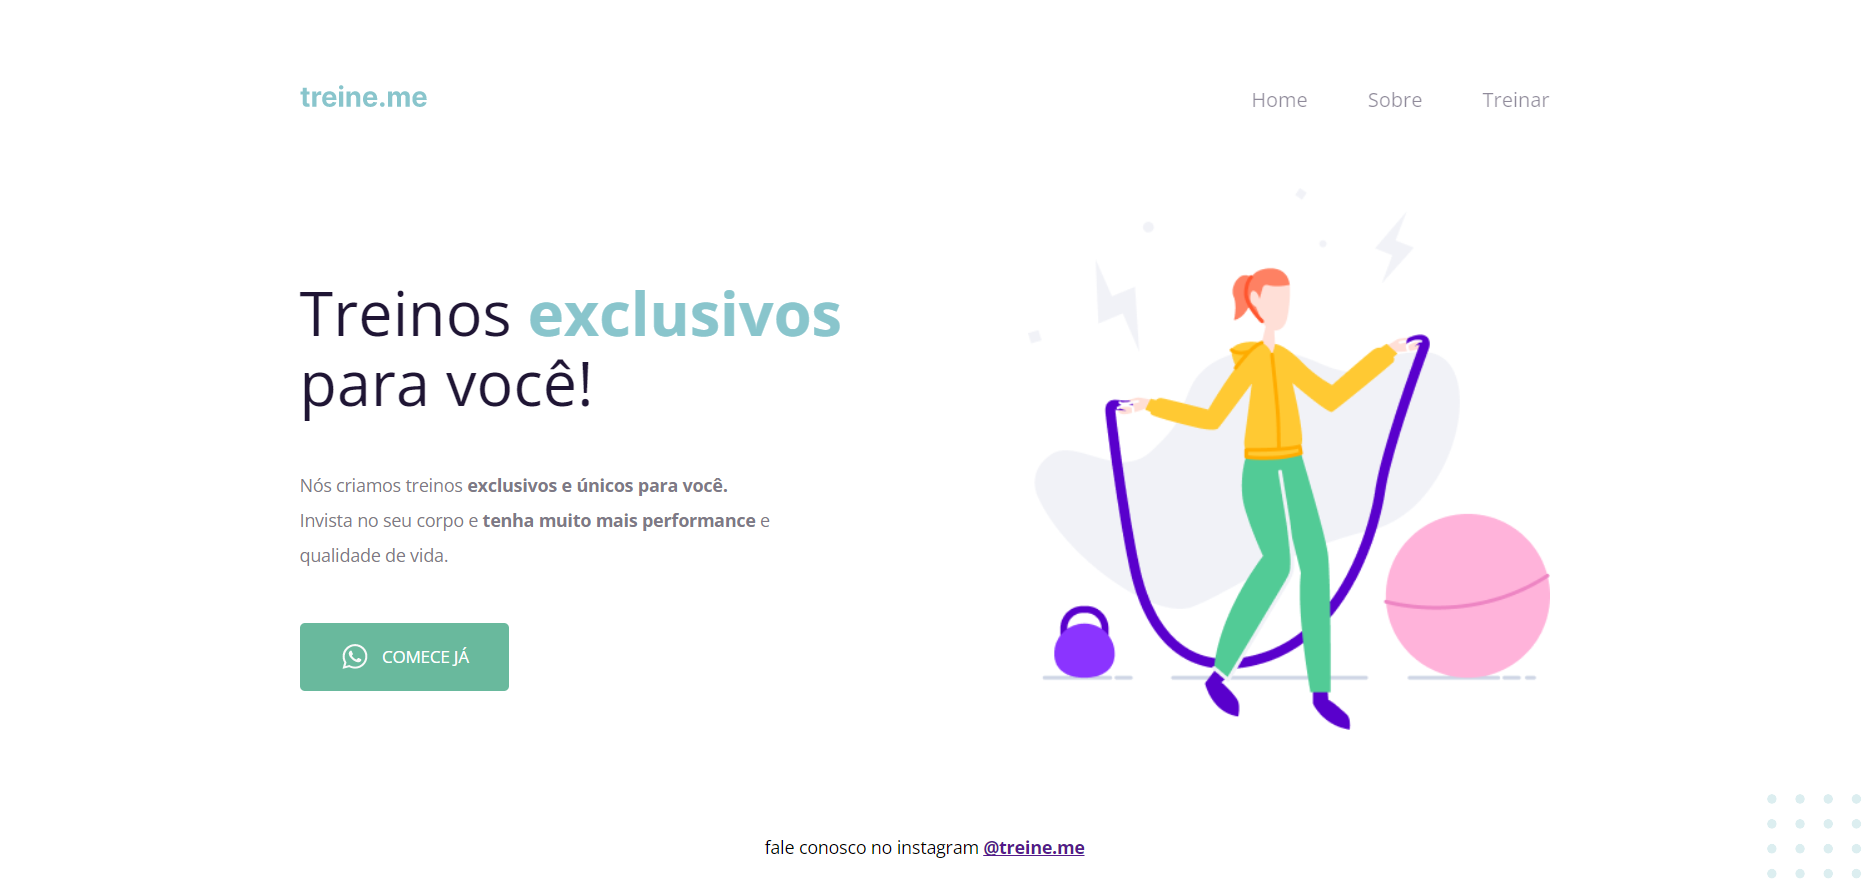 treine.me
Home Sobre Treinar
Treinos exclusivos
para você!
Nós criamos treinos exclusivos e únicos para você.
Invista no seu corpo e tenha muito mais performance e
qualidade de vida.
COMECE JÁ
fale conosco no instagram @treine.me